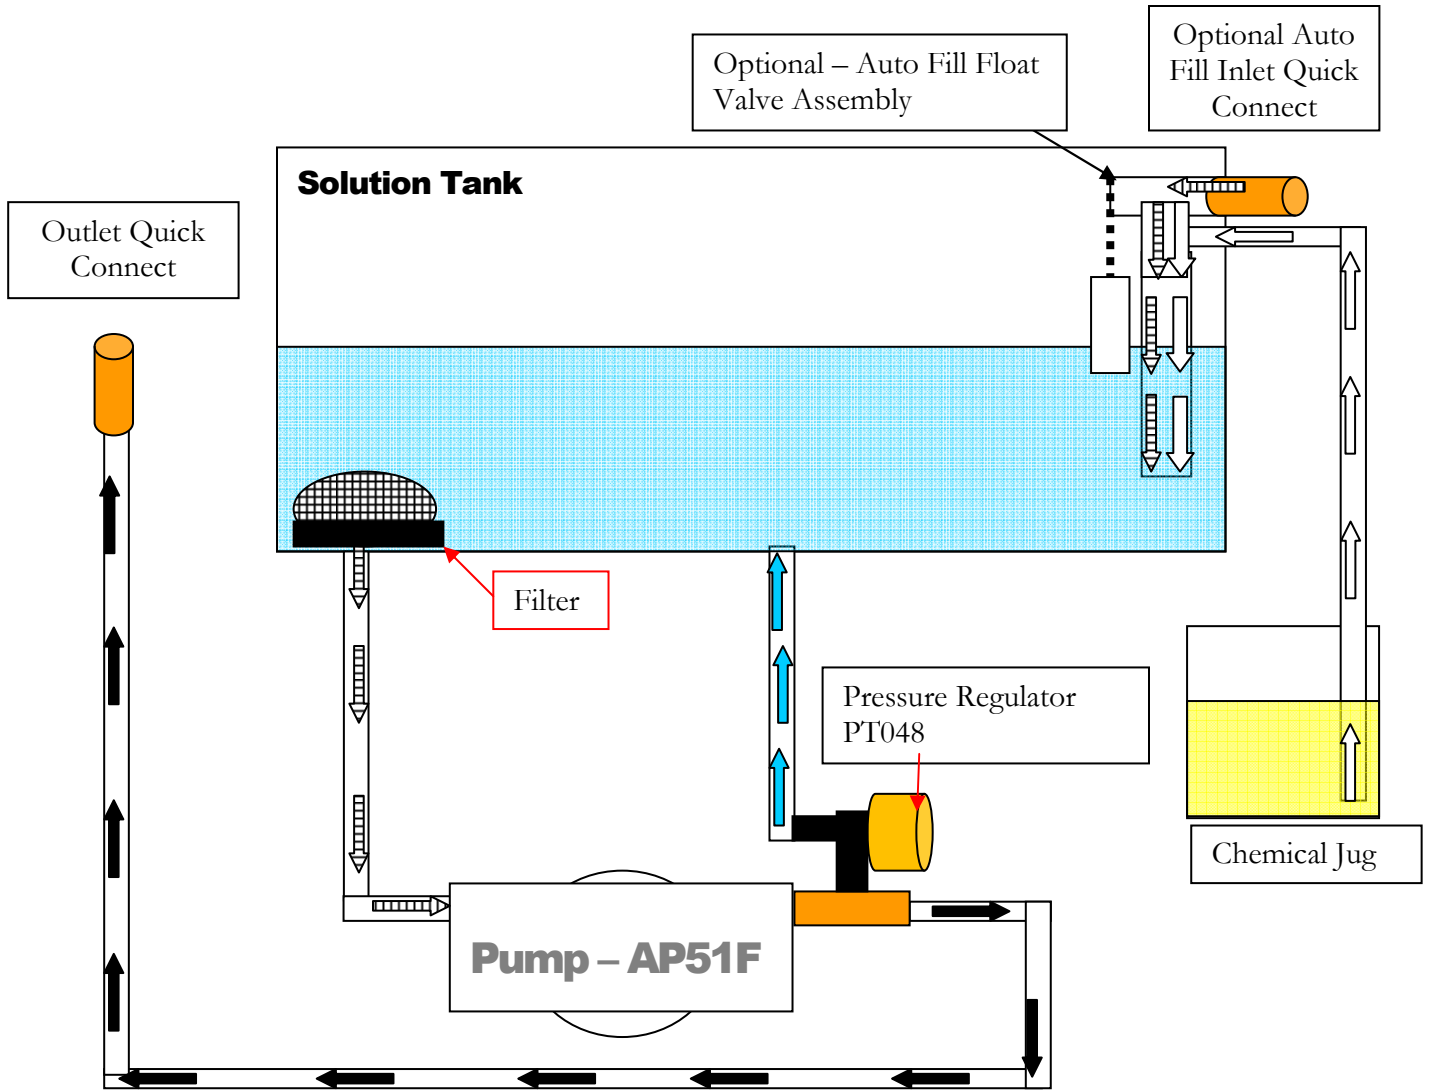 Optional Auto
Fill Inlet Quick
Connect
Optional – Auto Fill Float
Valve Assembly
Solution Tank
Outlet Quick
Connect
Filter
Pressure Regulator
PT048
Chemical Jug
Pump – AP51F